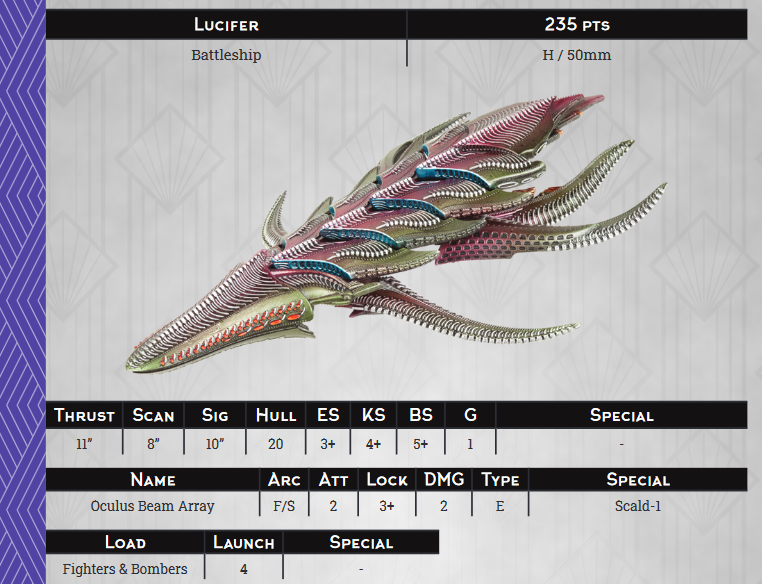 Lucifer 235 pts
Battleship H / 50mm
Thrust Scan Sig Hull ES KS BS G Special
11” 8” 10” 20 3+ 4+ 5+ 1 -
Name Arc Att Lock DMG Type Special
Oculus Beam Array F/S 2 3+ 2 E Scald-1
Load Launch Special
Fighters & Bombers 4 -